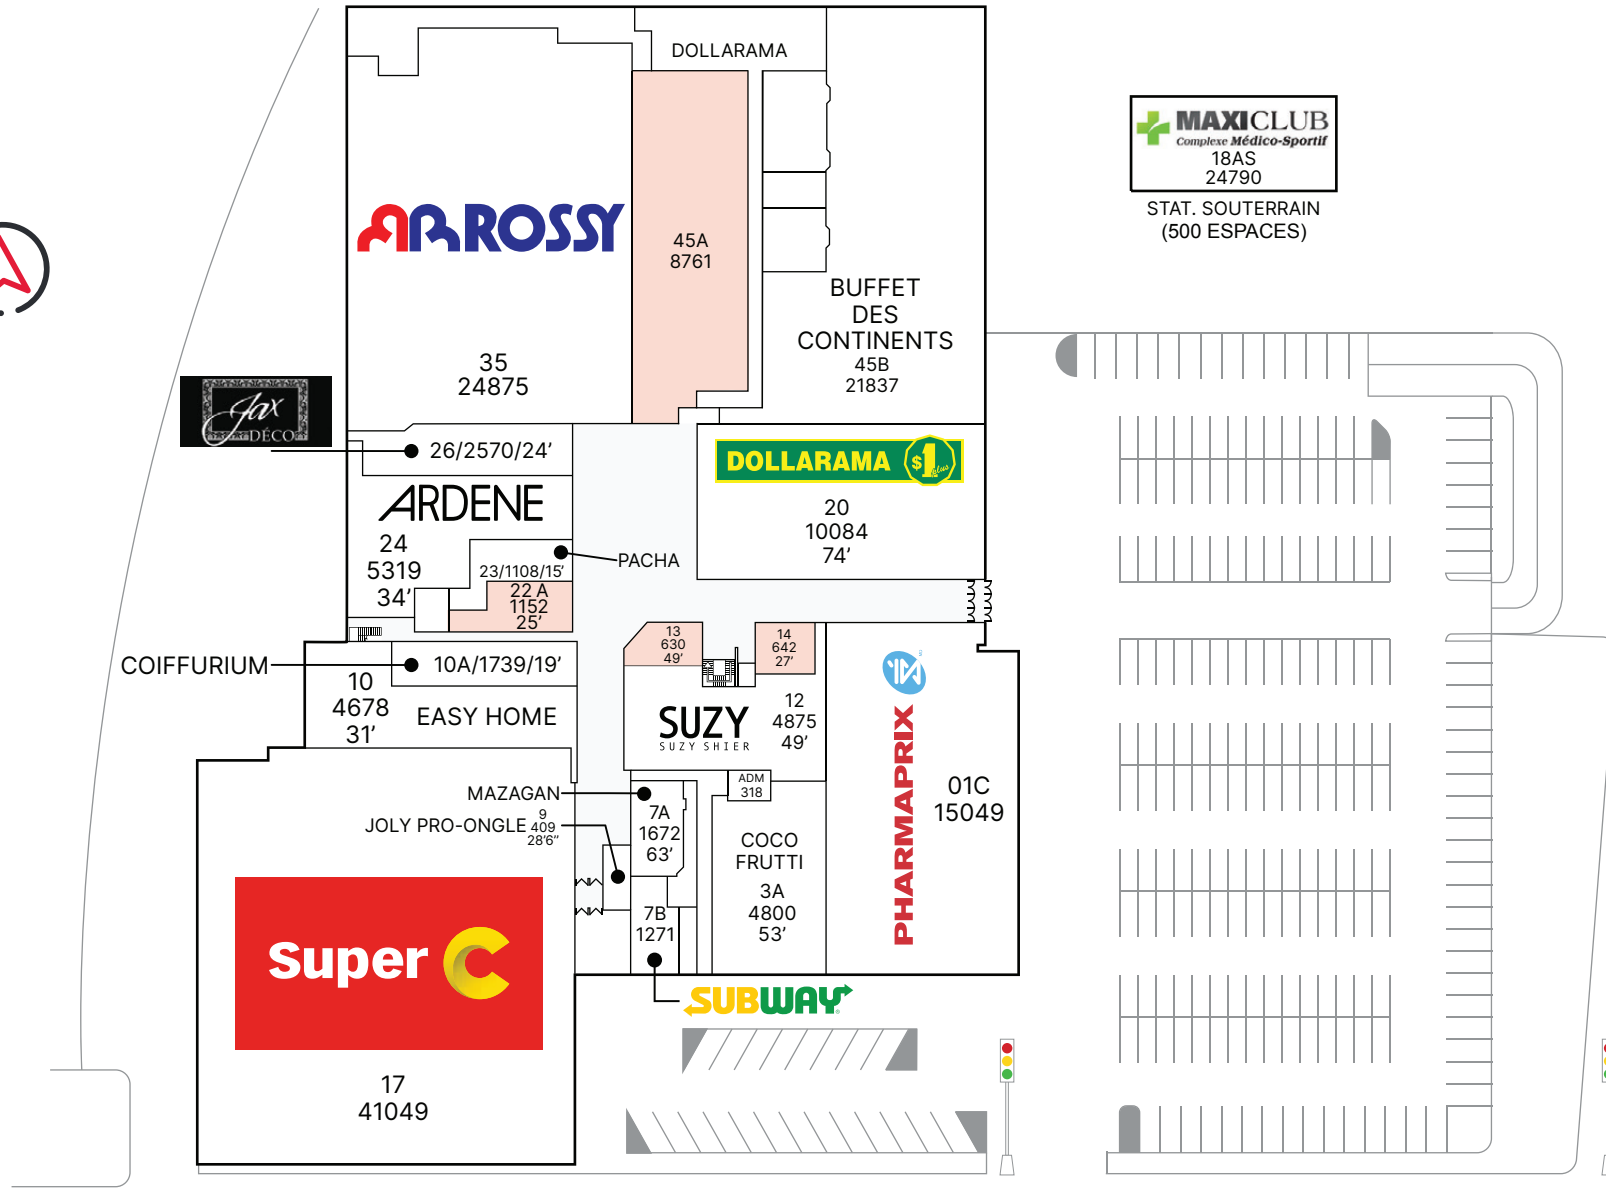 DOLLARAMA
MAXICLUB
Complexe Médico-Sportif
18AS
24790
STAT. SOUTERRAIN
(500 ESPACES)
ROSSY
45A
8761
BUFFET
DES
CONTINENTS
45B
21837
35
24875
Jax
DÉCO
26/2570/24’
DOLLARAMA $1 plus
20
10084
74’
ARDENE
24
5319
34’
PACHA
23/1108/15’
22 A
1152
25’
13
630
49’
14
642
27’
COIFFURIUM
10A/1739/19’
10
4678
31’
EASY HOME
SUZY
SUZY SHIER
12
4875
49’
PHARMAPRIX
01C
15049
ADM
318
MAZAGAN
7A
1672
63’
JOLY PRO-ONGLE
9
409
28’6”
COCO
FRUTTI
3A
4800
53’
7B
1271
SUBWAY
Super C
17
41049